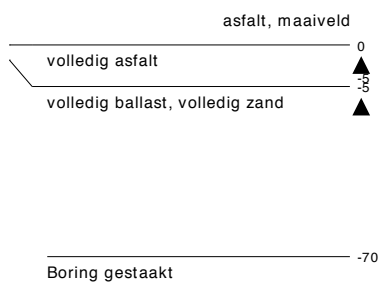 asfalt, maaiveld
0
volledig asfalt
-5
-5
volledig ballast, volledig zand
-70
Boring gestaakt